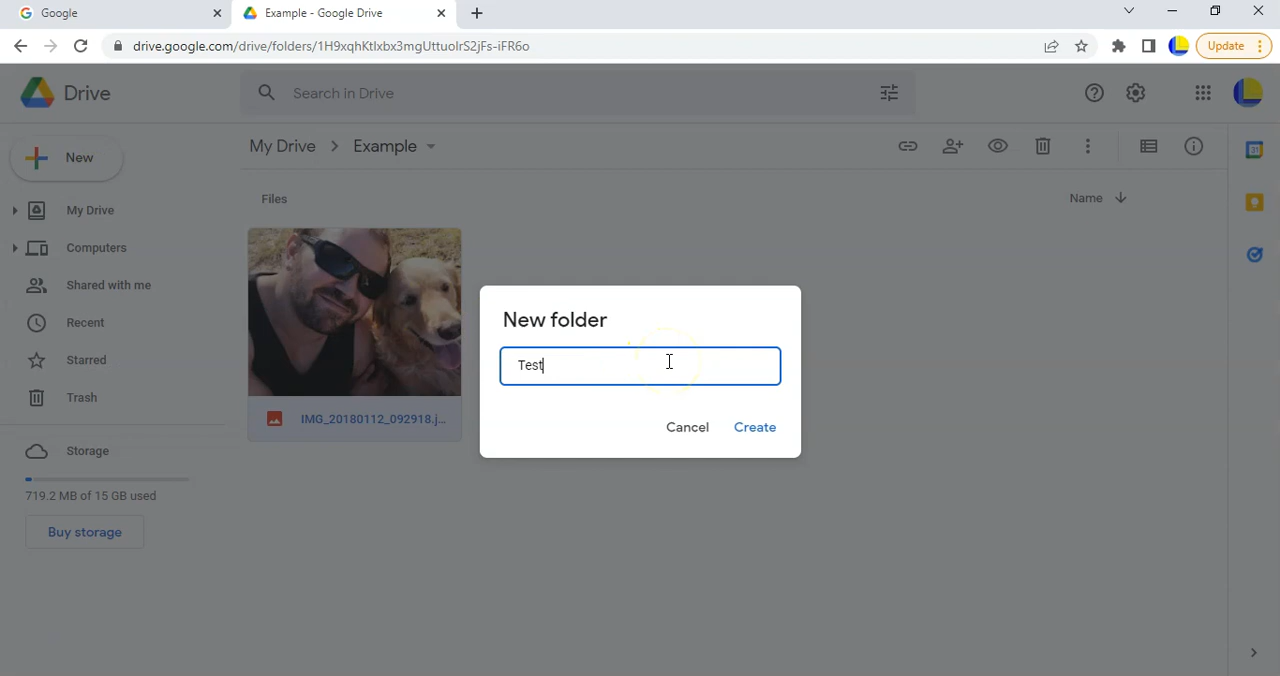 Google
Example - Google Drive
drive.google.com/drive/folders/1H9xqhKtlxbx3mgUttuolrS2jFs-iFR6o
Update
Drive
Search in Drive
New
My Drive
Example
My Drive
Computers
Shared with me
Recent
Starred
Trash
Storage
719.2 MB of 15 GB used
Buy storage
Files
Name
IMG_20180112_092918.j...
New folder
Test
Cancel
Create
31